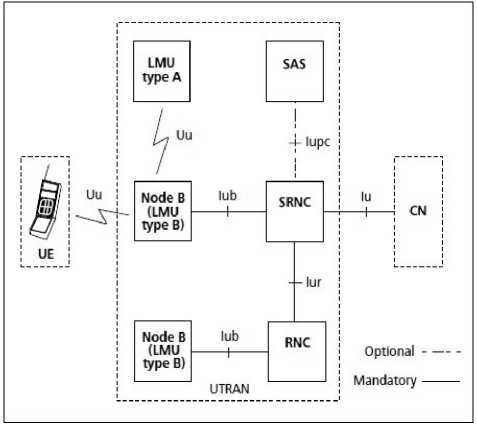 LMU
type A
SAS
Uu
Iupc
Uu
Node B
(LMU
type B)
Iub
SRNC
Iu
CN
UE
Iur
Node B
(LMU
type B)
Iub
RNC
Optional
Mandatory
UTRAN